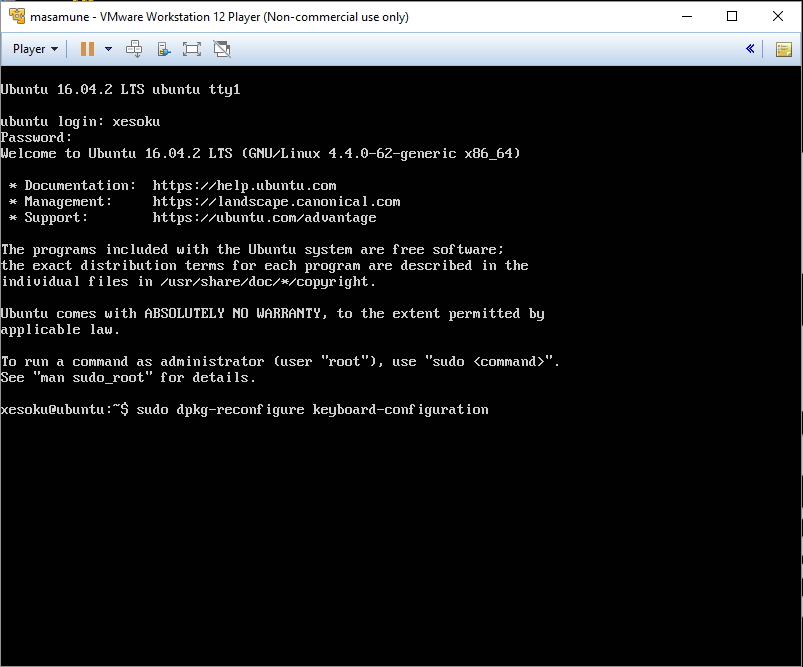 masamune - VMware Workstation 12 Player (Non-commercial use only)
Player
Ubuntu 16.04.2 LTS ubuntu tty1
ubuntu login: xesoku
Password:
Welcome to Ubuntu 16.04.2 LTS (GNU/Linux 4.4.0-62-generic x86_64)
* Documentation:  https://help.ubuntu.com
* Management:     https://landscape.canonical.com
* Support:        https://ubuntu.com/advantage
The programs included with the Ubuntu system are free software;
the exact distribution terms for each program are described in the
individual files in /usr/share/doc/*/copyright.
Ubuntu comes with ABSOLUTELY NO WARRANTY, to the extent permitted by
applicable law.
To run a command as administrator (user "root"), use "sudo <command>".
See "man sudo_root" for details.
xesoku@ubuntu:~$ sudo dpkg-reconfigure keyboard-configuration